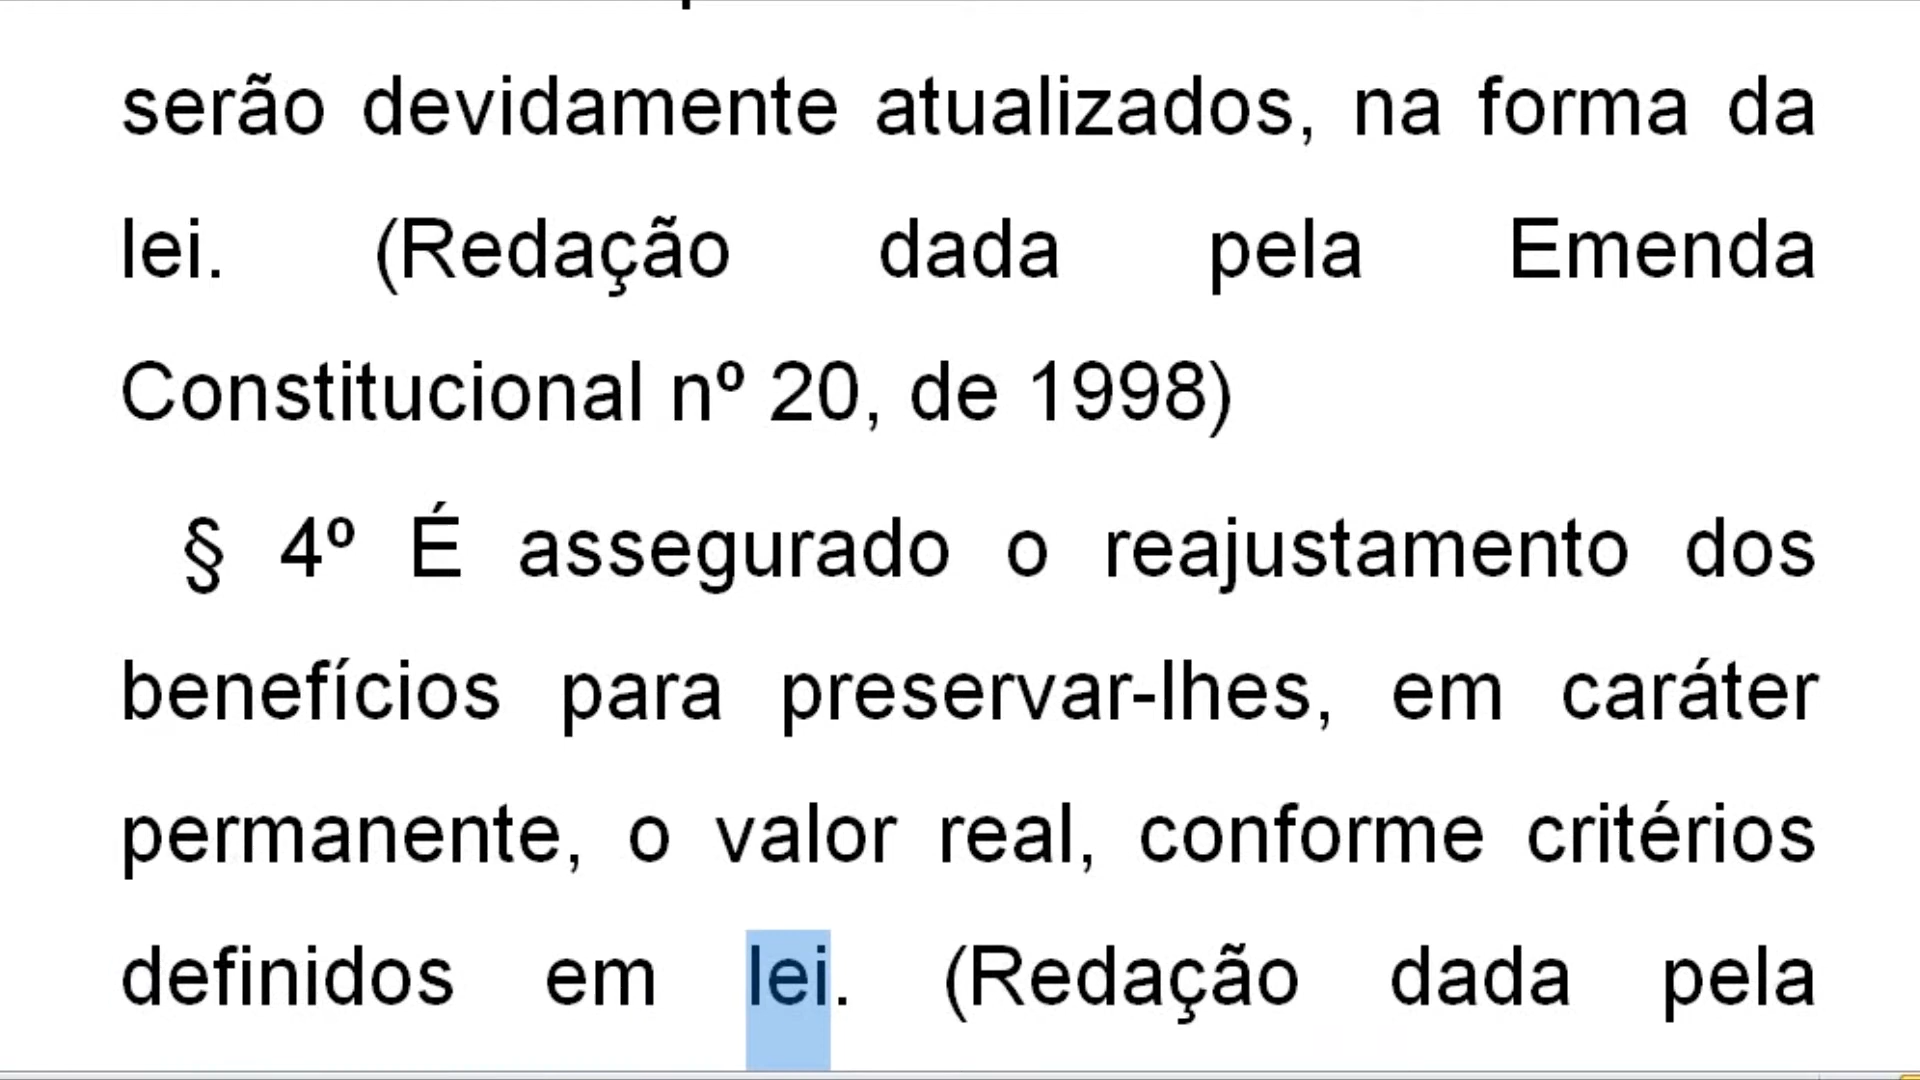 serão devidamente atualizados, na forma da
lei. (Redação dada pela Emenda
Constitucional nº 20, de 1998)
§ 4º É assegurado o reajustamento dos
benefícios para preservar-lhes, em caráter
permanente, o valor real, conforme critérios
definidos em lei. (Redação dada pela